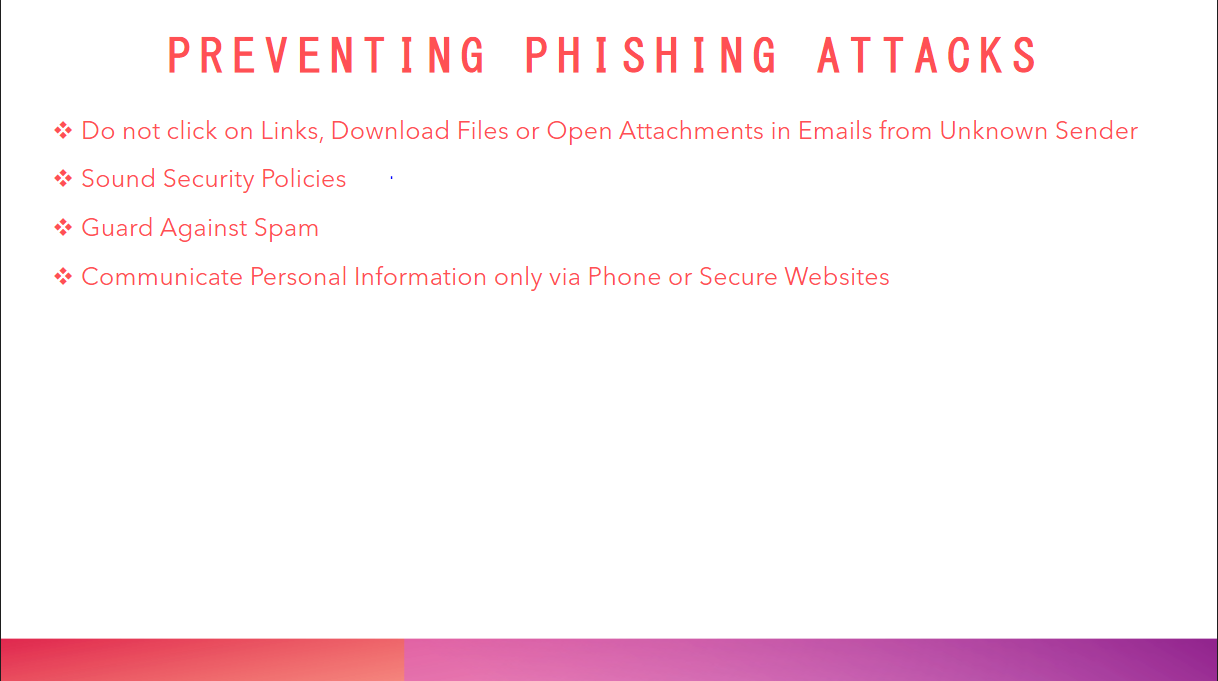 PREVENTING PHISHING ATTACKS
❖ Do not click on Links, Download Files or Open Attachments in Emails from Unknown Sender
❖ Sound Security Policies
❖ Guard Against Spam
❖ Communicate Personal Information only via Phone or Secure Websites